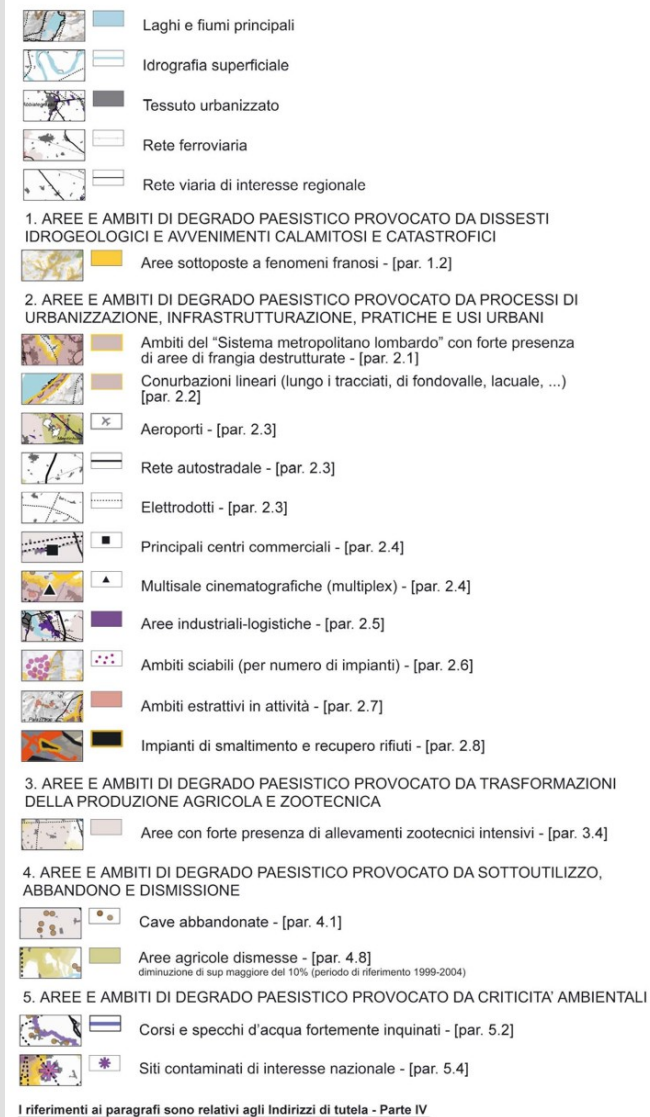 Laghi e fiumi principali
Idrografia superficiale
Tessuto urbanizzato
Rete ferroviaria
Rete viaria di interesse regionale
1. AREE E AMBITI DI DEGRADO PAESISTICO PROVOCATO DA DISSESTI
IDROGEOLOGICI E AVVENIMENTI CALAMITOSI E CATASTROFICI
Aree sottoposte a fenomeni franosi - [par. 1.2]
2. AREE E AMBITI DI DEGRADO PAESISTICO PROVOCATO DA PROCESSI DI
URBANIZZAZIONE, INFRASTRUTTURAZIONE, PRATICHE E USI URBANI
Ambiti del "Sistema metropolitano lombardo" con forte presenza
di aree di frangia destrutturate - [par. 2.1]
Conurbazioni lineari (lungo i tracciati, di fondovalle, lacuale, ...)
[par. 2.2]
Aeroporti - [par. 2.3]
Rete autostradale - [par. 2.3]
Elettrodotti - [par. 2.3]
Principali centri commerciali - [par. 2.4]
Multisale cinematografiche (multiplex) - [par. 2.4]
Aree industriali-logistiche - [par. 2.5]
Ambiti sciabili (per numero di impianti) - [par. 2.6]
Ambiti estrattivi in attività - [par. 2.7]
Impianti di smaltimento e recupero rifiuti - [par. 2.8]
3. AREE E AMBITI DI DEGRADO PAESISTICO PROVOCATO DA TRASFORMAZIONI
DELLA PRODUZIONE AGRICOLA E ZOOTECNICA
Aree con forte presenza di allevamenti zootecnici intensivi - [par. 3.4]
4. AREE E AMBITI DI DEGRADO PAESISTICO PROVOCATO DA SOTTOUTILIZZO,
ABBANDONO E DISMISSIONE
Cave abbandonate - [par. 4.1]
Aree agricole dismesse - [par. 4.8]
diminuzione di sup maggiore del 10% (periodo di riferimento 1999-2004)
5. AREE E AMBITI DI DEGRADO PAESISTICO PROVOCATO DA CRITICITA' AMBIENTALI
Corsi e specchi d'acqua fortemente inquinati - [par. 5.2]
Siti contaminati di interesse nazionale - [par. 5.4]
I riferimenti ai paragrafi sono relativi agli Indirizzi di tutela - Parte IV